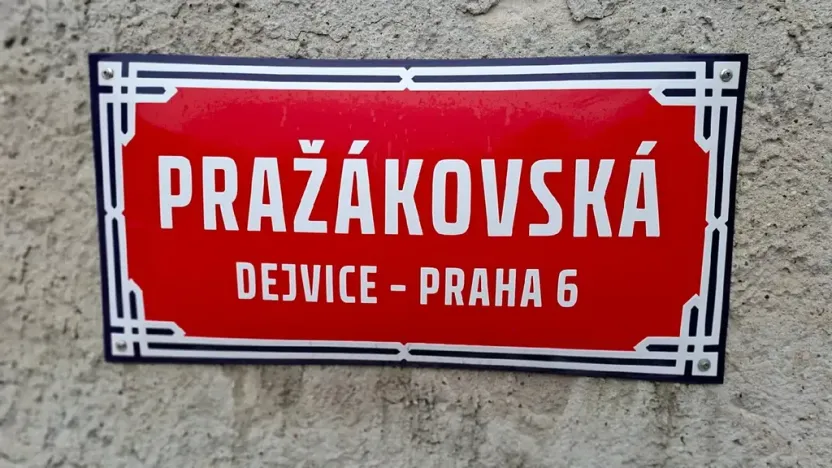 PRAŽÁKOVSKÁ
DEJVICE – PRAHA 6